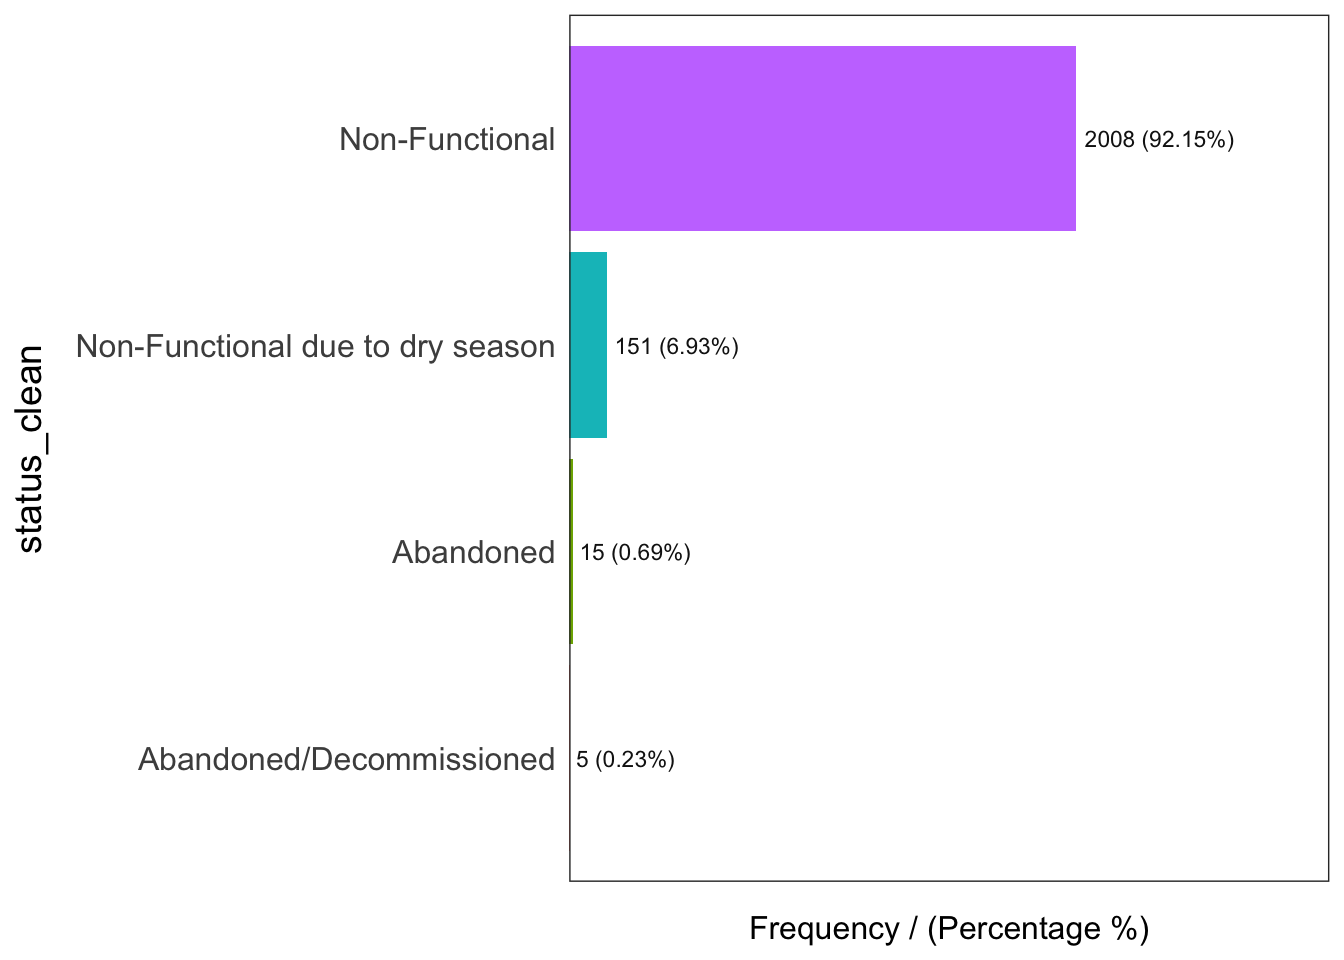 Non-Functional
2008 (92.15%)
Non-Functional due to dry season
151 (6.93%)
Abandoned
15 (0.69%)
Abandoned/Decommissioned
5 (0.23%)
status_clean
Frequency / (Percentage %)